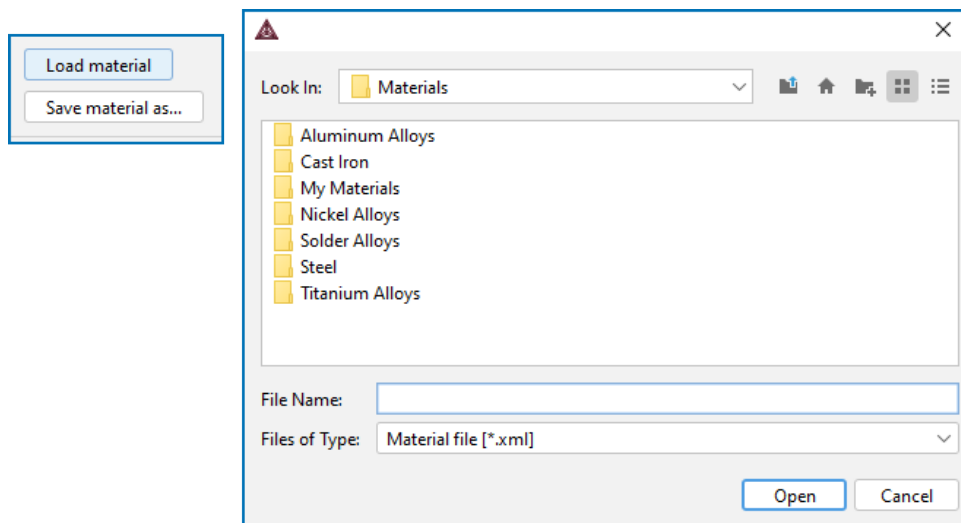 Load material
Save material as...
Look In: Materials
Aluminum Alloys
Cast Iron
My Materials
Nickel Alloys
Solder Alloys
Steel
Titanium Alloys
File Name:
Files of Type: Material file [*.xml]
Open Cancel